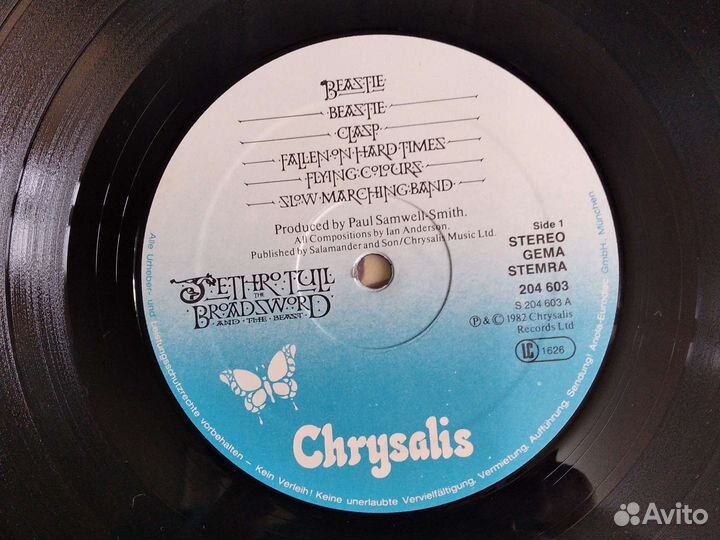 BEASTIE
BEASTIE
CLASP
FALLEN·ON·HARD·TIMES
FLYING·COLOURS
SLOW·MARCHING·BAND
Produced by Paul Samwell-Smith.
All Compositions by Ian Anderson.
Published by Salamander and Son/Chrysalis Music Ltd.
Side 1
STEREO
GEMA
STEMRA
204 603
S 204 603 A
℗ & © 1982 Chrysalis
Records Ltd
LC 1626
JETHRO·TULL
THE
BROADSWORD
·AND·THE·BEAST·
Chrysalis
Alle Urheber- und Leistungsschutzrechte vorbehalten – Kein Verleih! Keine unerlaubte Vervielfältigung, Vermietung, Aufführung, Sendung! Ariola-Eurodisc GmbH, München
Avito